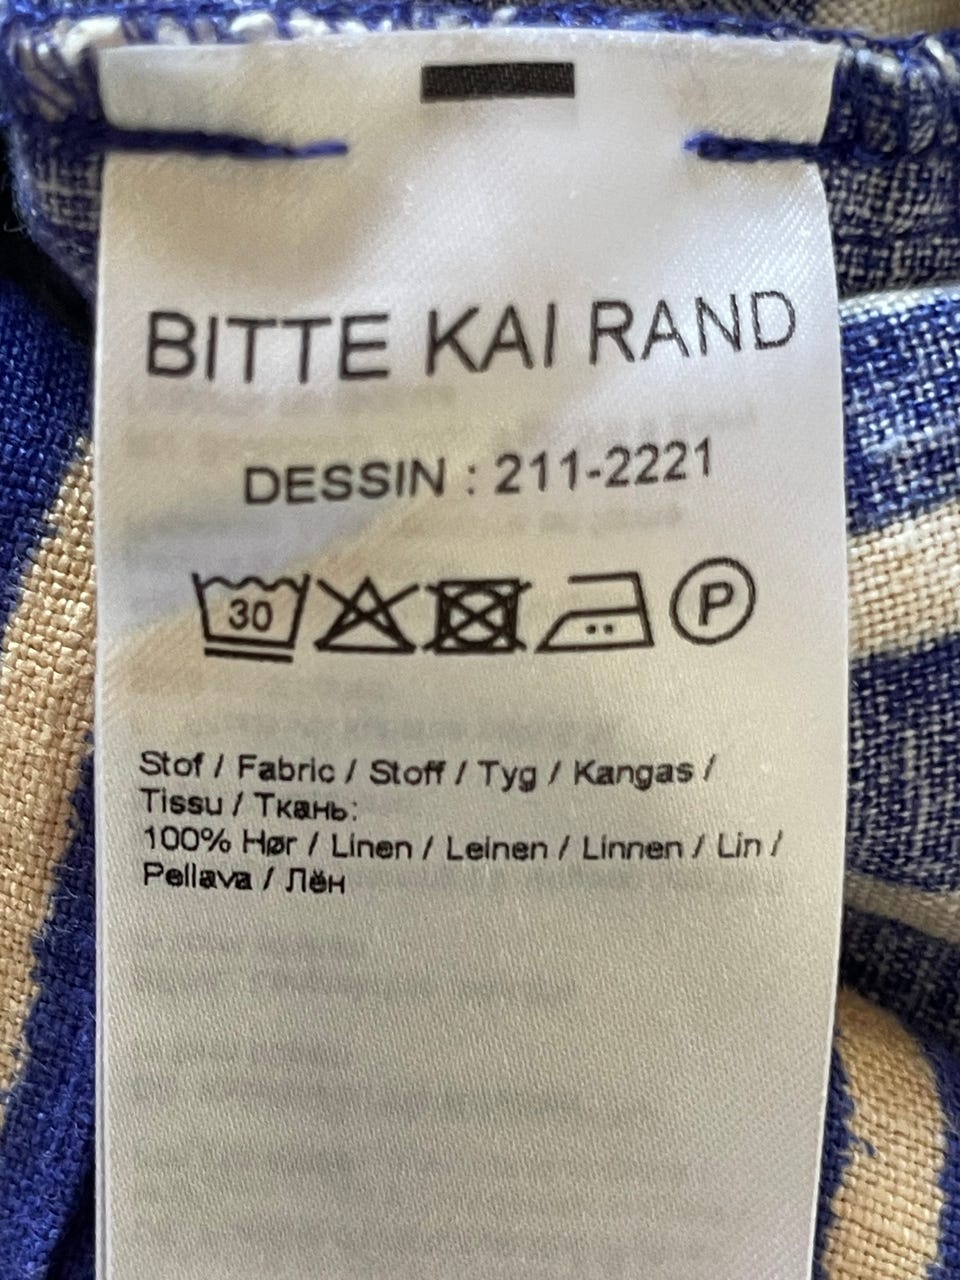 BITTE KAI RAND
DESSIN : 211-2221
30 P
Stof / Fabric / Stoff / Tyg / Kangas /
Tissu / Ткань:
100% Hør / Linen / Leinen / Linnen / Lin /
Pellava / Лён